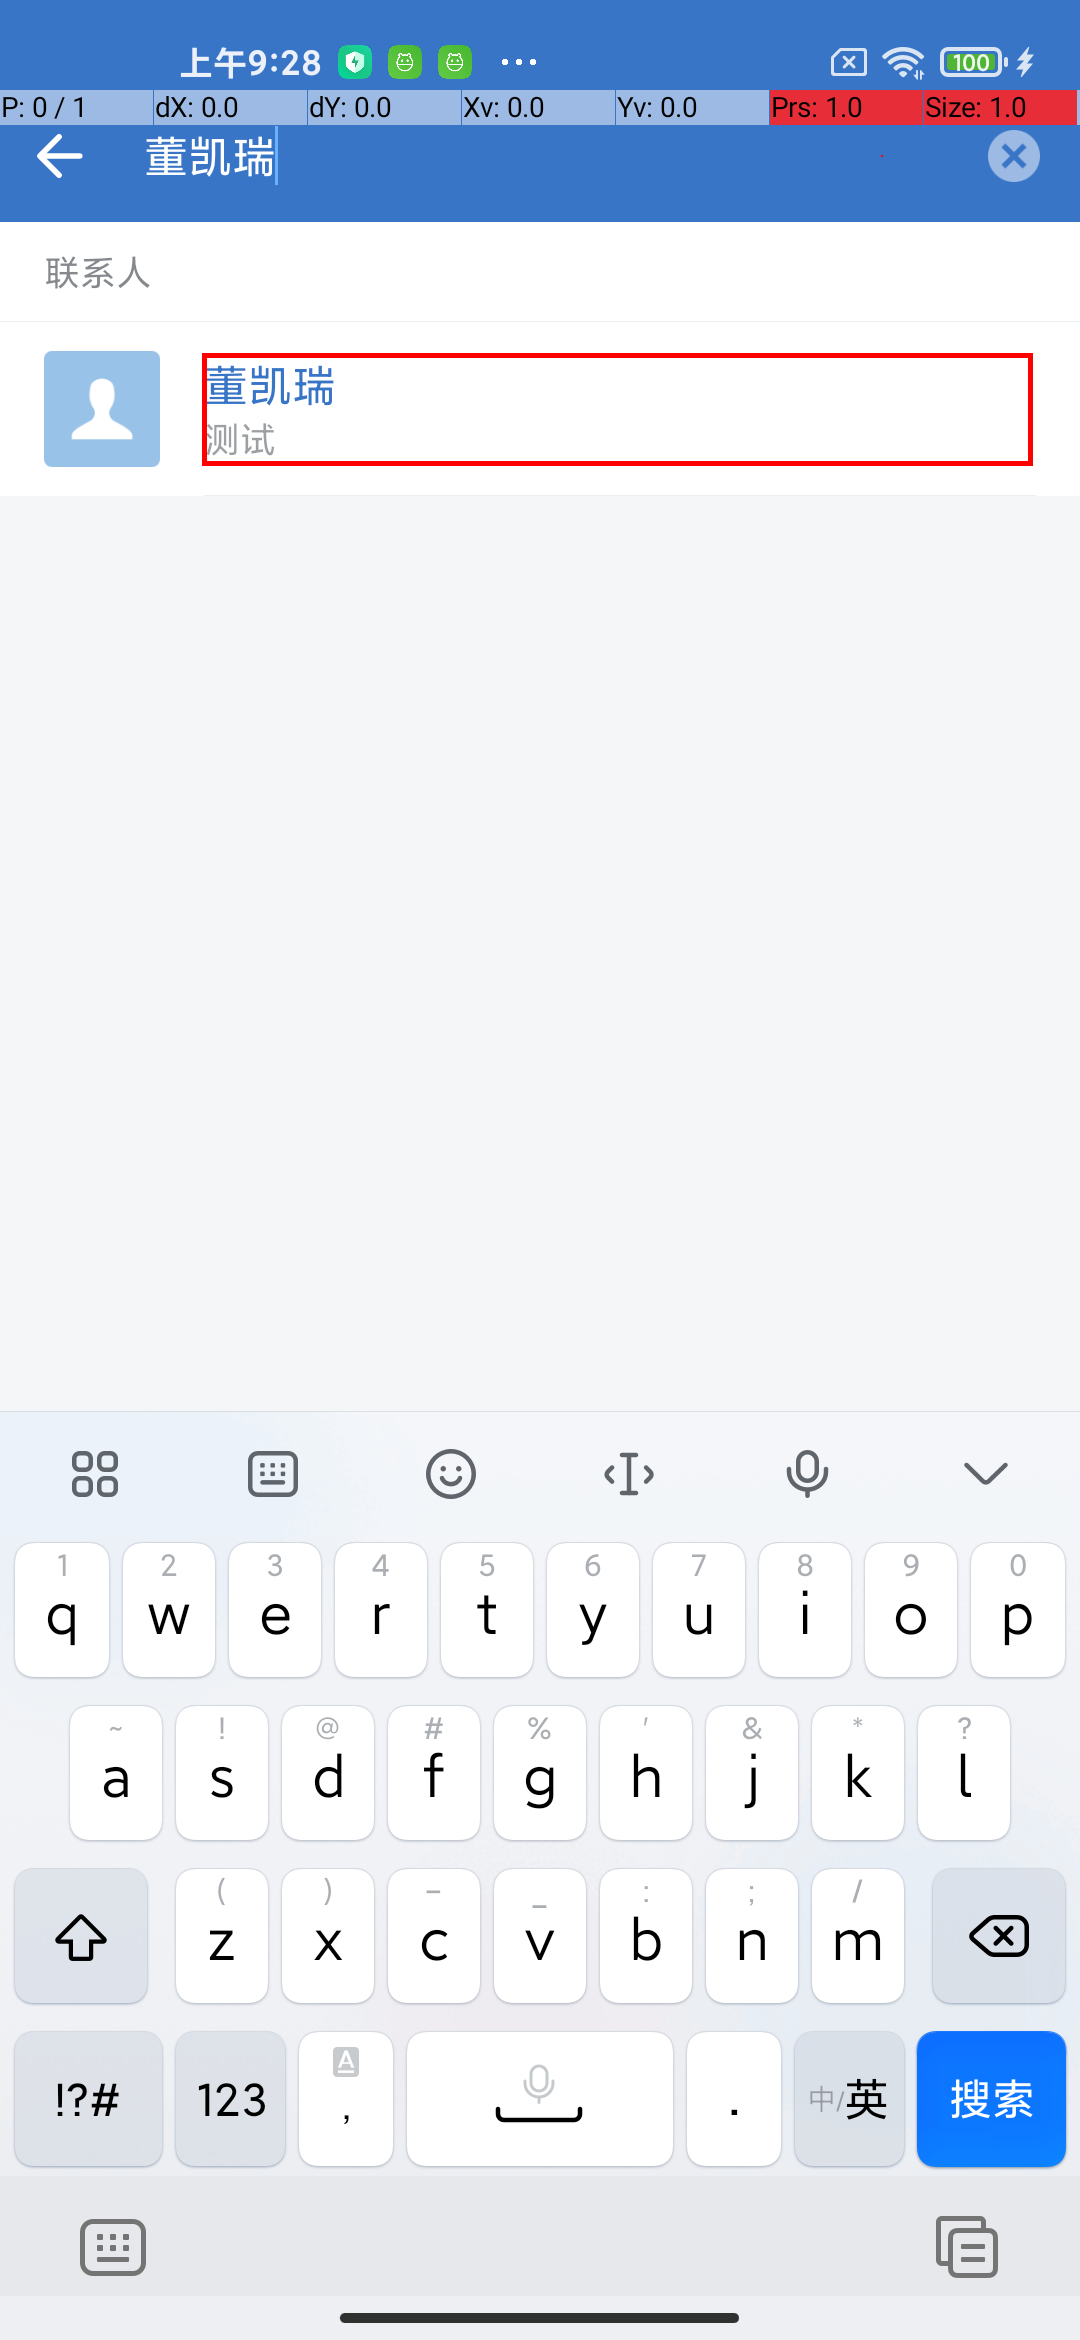 上午9:28
100
P: 0 / 1 dX: 0.0 dY: 0.0 Xv: 0.0 Yv: 0.0 Prs: 1.0 Size: 1.0
董凯瑞
联系人
董凯瑞
测试
1 2 3 4 5 6 7 8 9 0
q w e r t y u i o p
~ ! @ # % ' & * ?
a s d f g h j k l
( ) – _ : ; /
z x c v b n m
A
!?# 123 , . 中/英 搜索